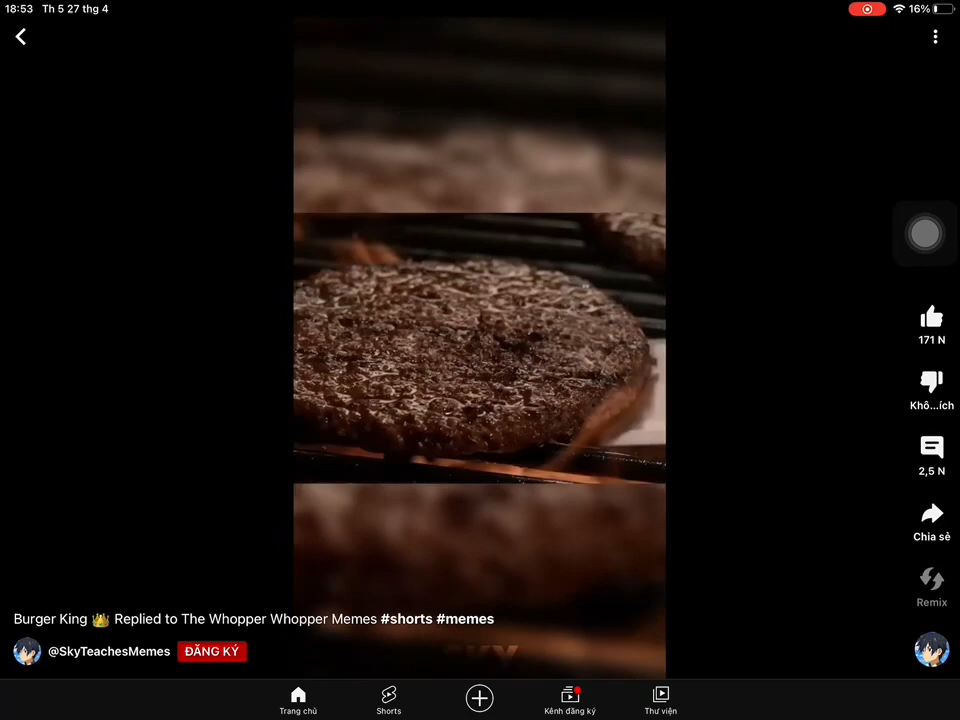 18:53 Th 5 27 thg 4
16%
171 N
Khô...ích
2,5 N
Chia sẻ
Remix
Burger King 👑 Replied to The Whopper Whopper Memes #shorts #memes
@SkyTeachesMemes ĐĂNG KÝ
SKY
Trang chủ
Shorts
Kênh đăng ký
Thư viện